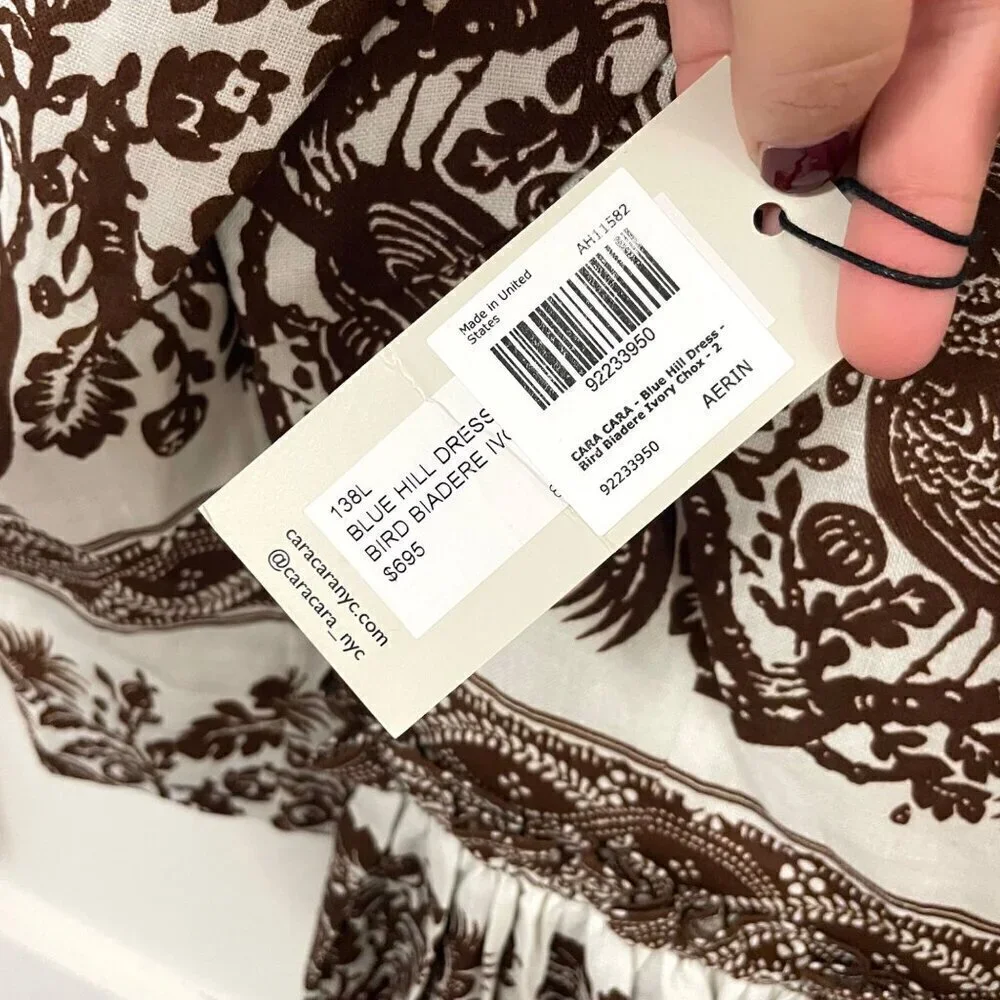 Made in United
States
AH11582
92233950
CARA CARA - Blue Hill Dress -
Bird Biadere Ivory Chox - 2
92233950
AERIN
138L
BLUE HILL DRESS
BIRD BIADERE
$695
caracaranyc.com
@caracara_nyc